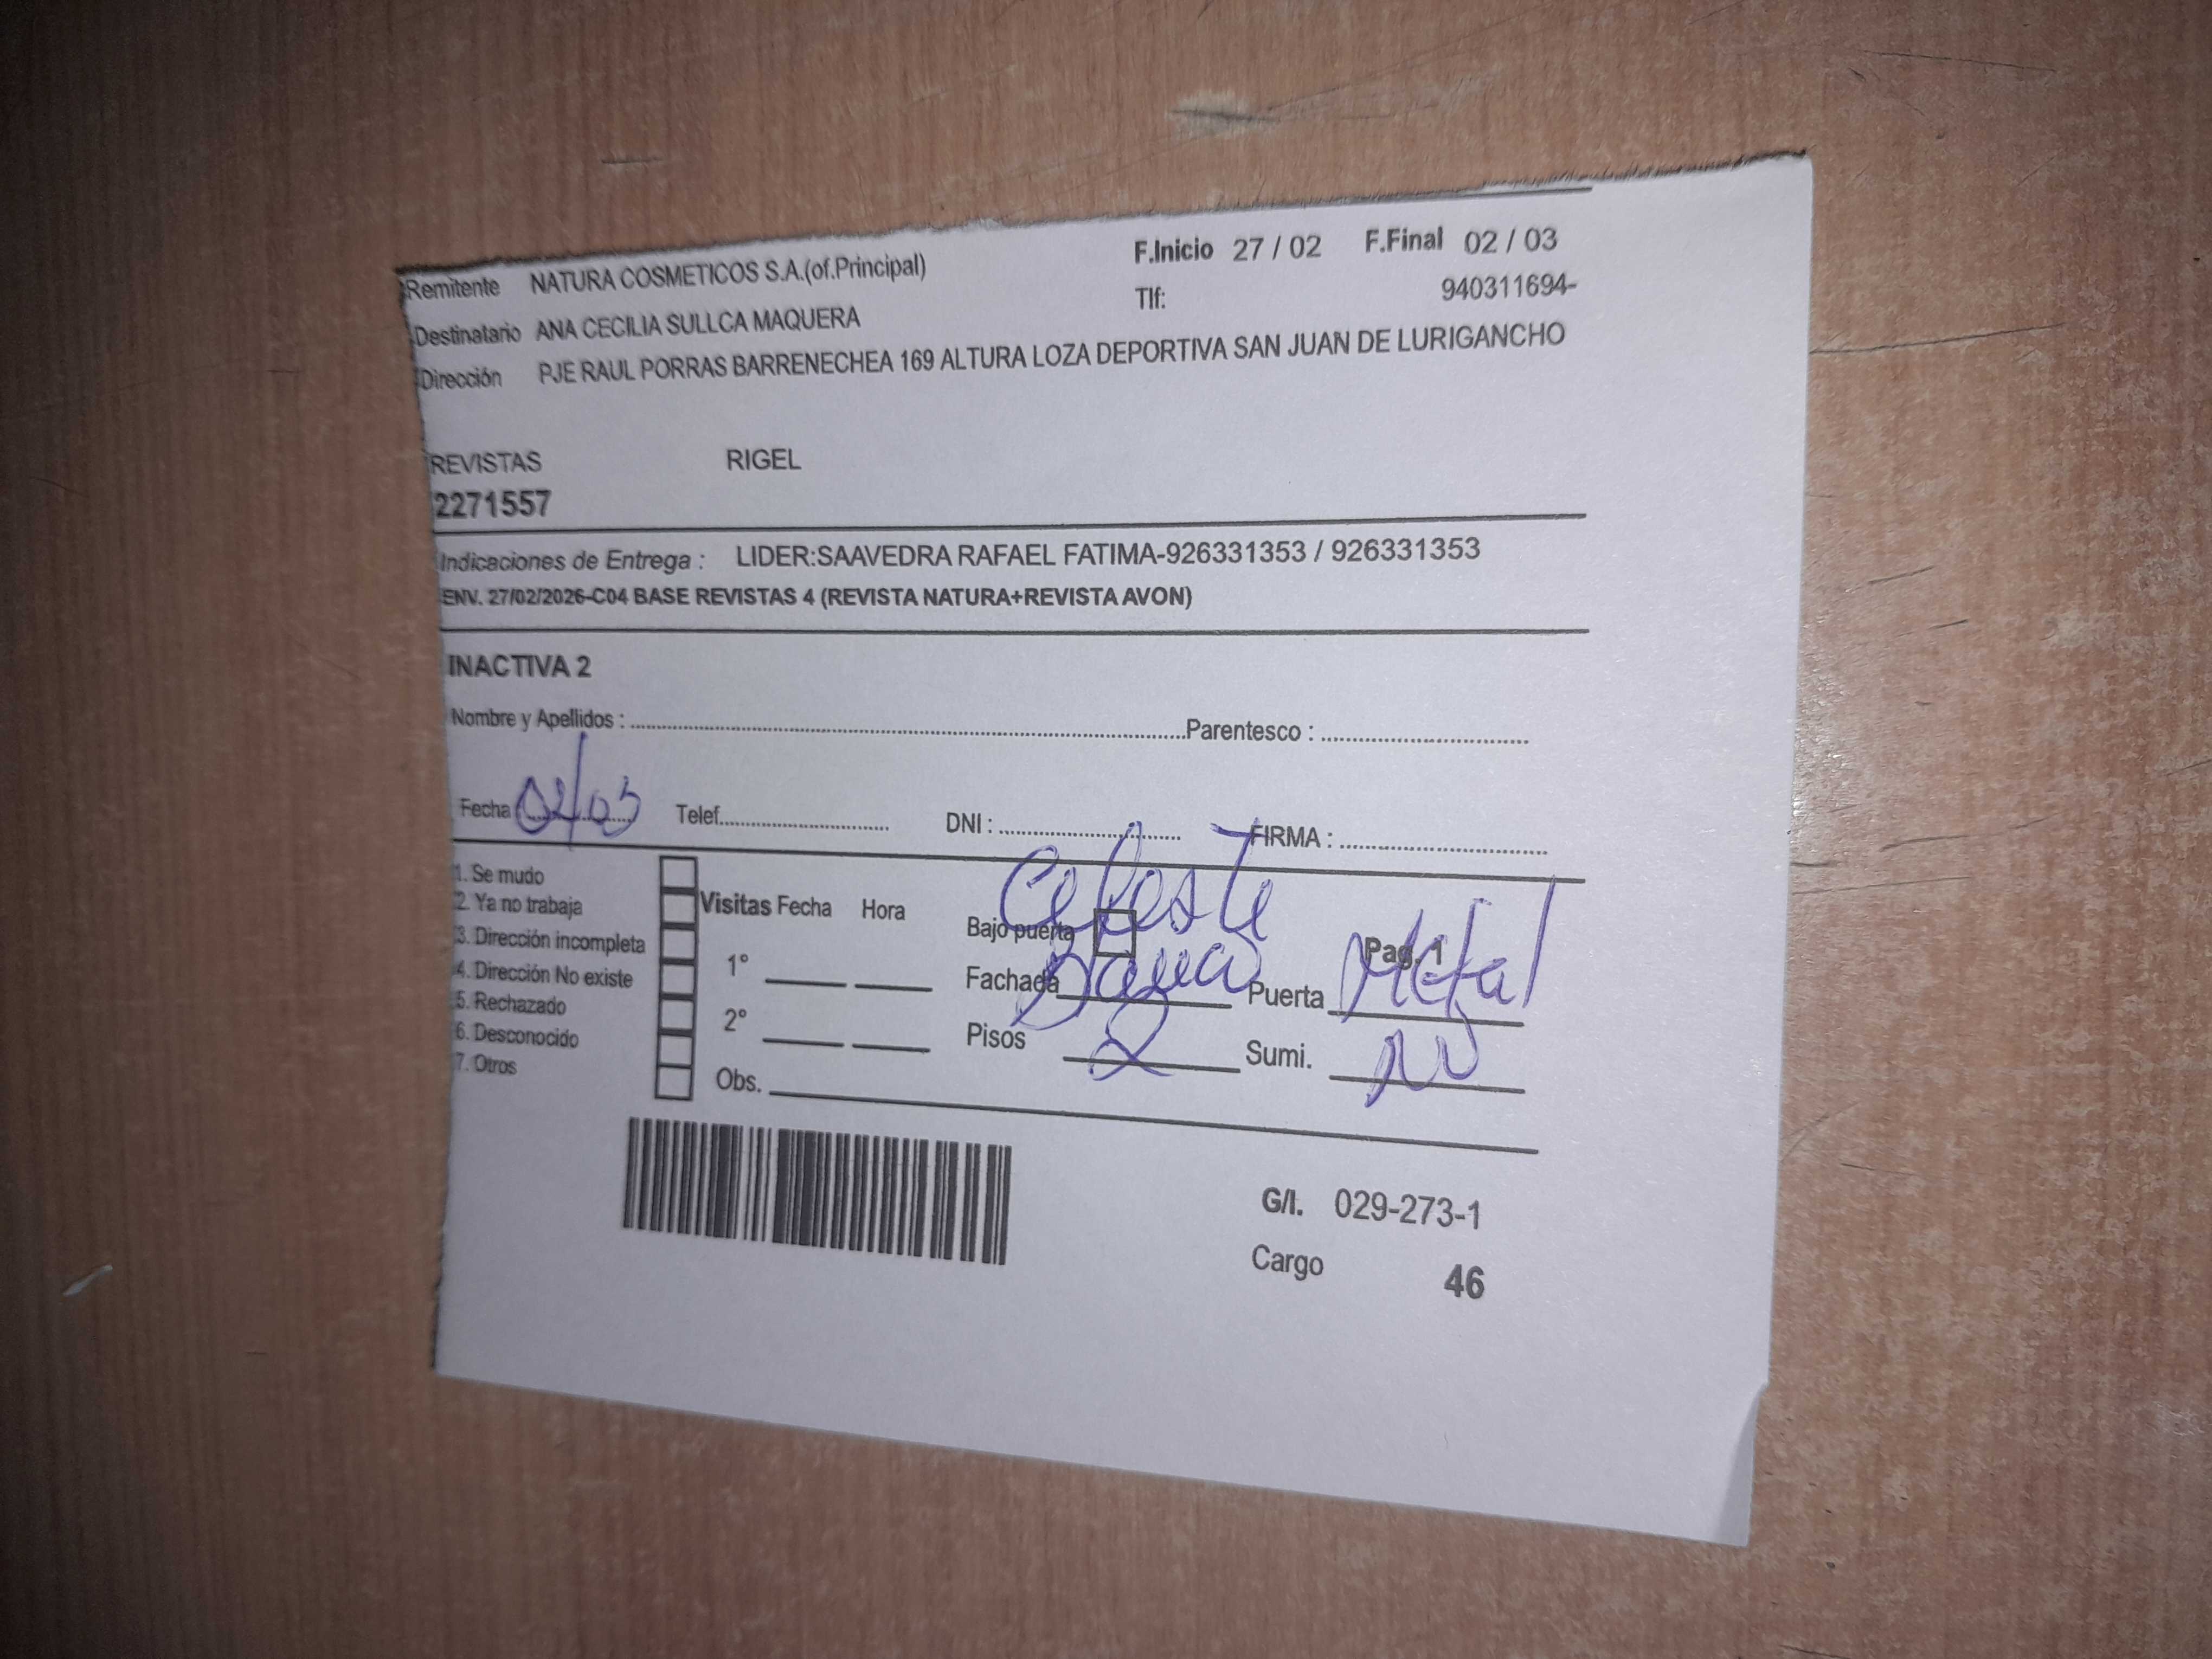 Remitente NATURA COSMETICOS S.A.(of.Principal) F.Inicio 27 / 02 F.Final 02 / 03
Destinatario ANA CECILIA SULLCA MAQUERA Tlf: 940311694-
Dirección PJE RAUL PORRAS BARRENECHEA 169 ALTURA LOZA DEPORTIVA SAN JUAN DE LURIGANCHO
REVISTAS RIGEL
2271557
Indicaciones de Entrega : LIDER:SAAVEDRA RAFAEL FATIMA-926331353 / 926331353
ENV. 27/02/2026-C04 BASE REVISTAS 4 (REVISTA NATURA+REVISTA AVON)
INACTIVA 2
Nombre y Apellidos : Parentesco :
Fecha 02/03 Telef. DNI : FIRMA :
1. Se mudo
2. Ya no trabaja Visitas Fecha Hora Celeste
3. Dirección incompleta Bajo puerta Pag. 1
4. Dirección No existe 1° Fachada Puerta Metal
5. Rechazado
6. Desconocido 2° Pisos 2 Sumi. NO
7. Otros Obs.
G/I. 029-273-1
Cargo 46